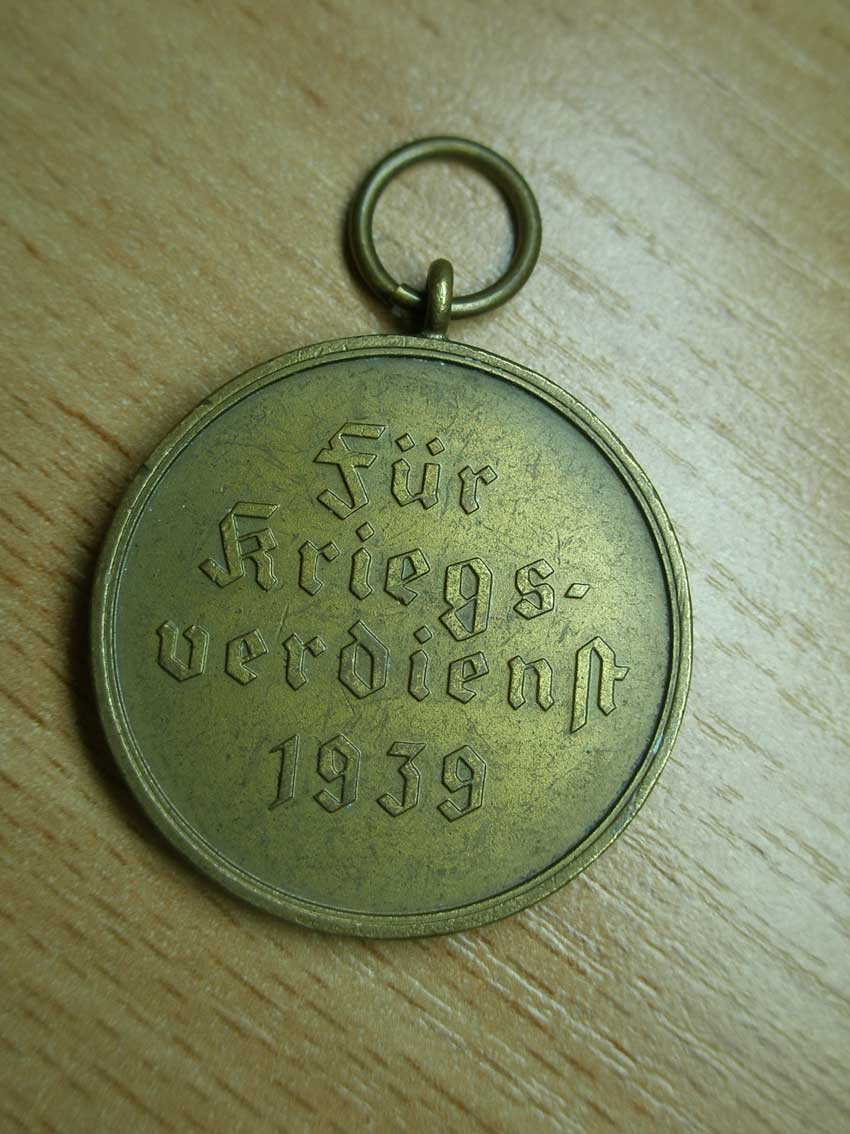 Für
Kriegs-
verdienst
1939